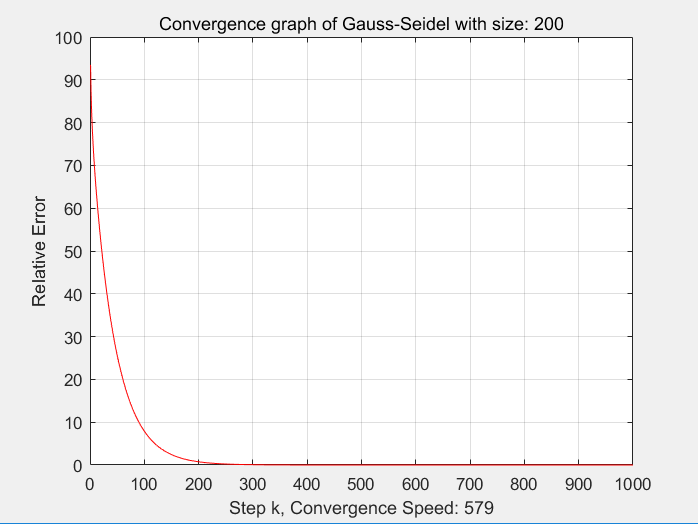 Convergence graph of Gauss-Seidel with size: 200
100
90
80
70
60
50
40
30
20
10
0
Relative Error
0 100 200 300 400 500 600 700 800 900 1000
Step k, Convergence Speed: 579